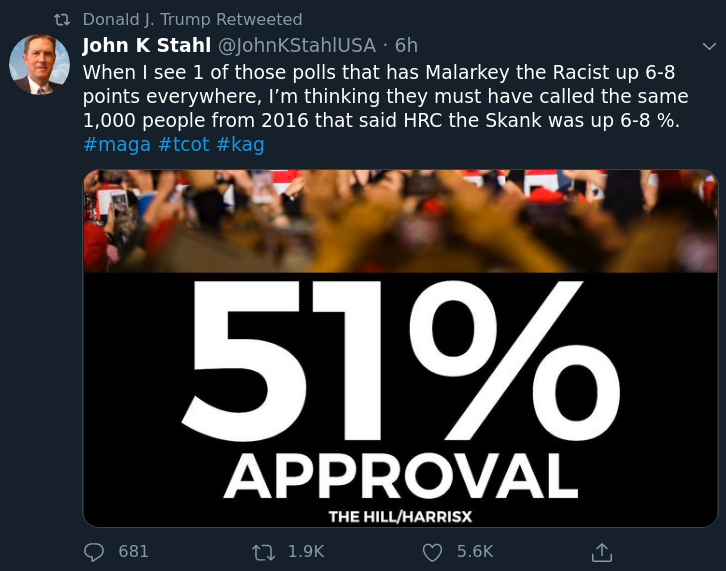 Donald J. Trump Retweeted
John K Stahl @JohnKStahlUSA · 6h
When I see 1 of those polls that has Malarkey the Racist up 6-8
points everywhere, I’m thinking they must have called the same
1,000 people from 2016 that said HRC the Skank was up 6-8 %.
#maga #tcot #kag
51%
APPROVAL
THE HILL/HARRISX
681 1.9K 5.6K